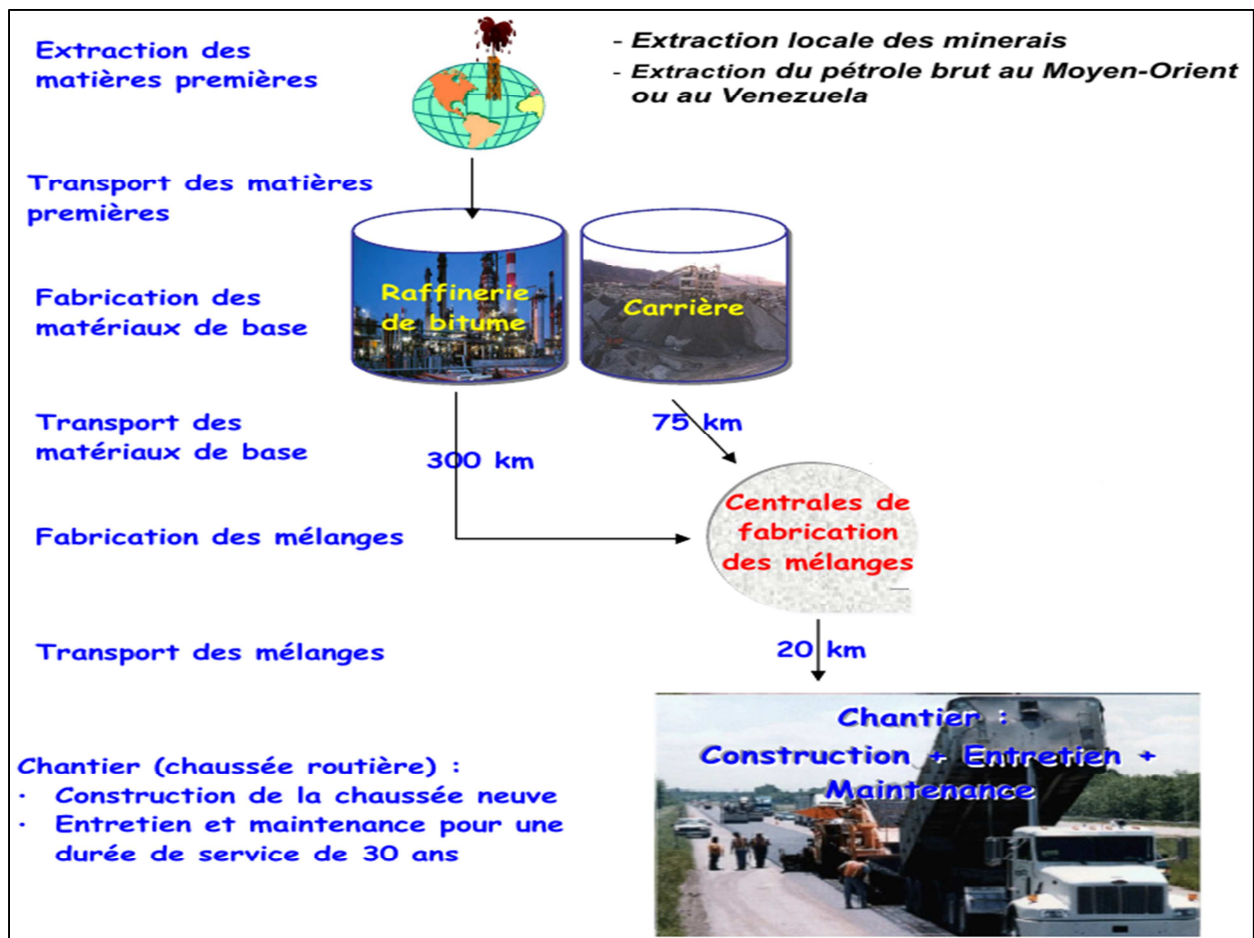 Extraction des
matières premières
- Extraction locale des minerais
- Extraction du pétrole brut au Moyen-Orient
ou au Venezuela
Transport des matières
premières
Fabrication des
matériaux de base
Raffinerie
de bitume
Carrière
Transport des
matériaux de base
300 km
75 km
Fabrication des mélanges
Centrales de
fabrication
des mélanges
Transport des mélanges
20 km
Chantier (chaussée routière) :
· Construction de la chaussée neuve
· Entretien et maintenance pour une
durée de service de 30 ans
Chantier :
Construction + Entretien +
Maintenance